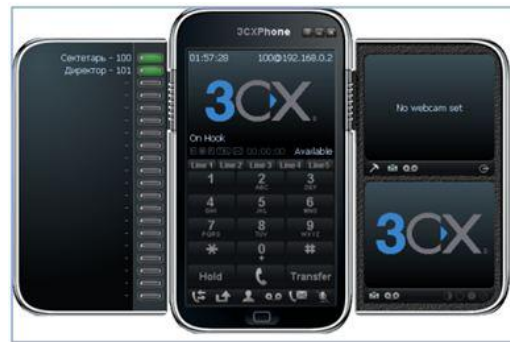 Сектетарь - 100
Директор - 101
3CXPhone
01:57:28 100@192.168.0.2
3CX
On Hook
00:00:00 Available
Line 1 Line 2 Line 3 Line 4 Line 5
1 2 3
ABC DEF
4 5 6
GHI JKL MNO
7 8 9
PQRS TUV WXYZ
* 0 #
+
Hold Transfer
No webcam set
3CX